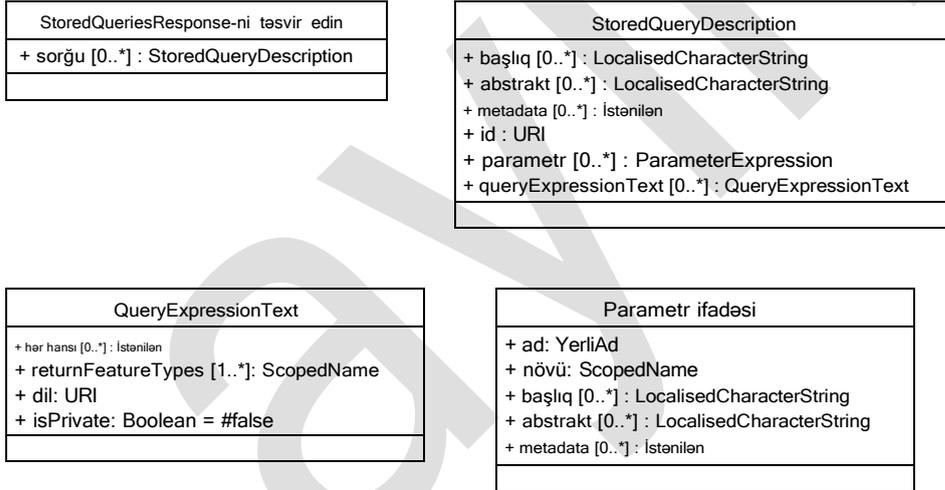 StoredQueriesResponse-ni təsvir edin
+ sorğu [0..*] : StoredQueryDescription
StoredQueryDescription
+ başlıq [0..*] : LocalisedCharacterString
+ abstrakt [0..*] : LocalisedCharacterString
+ metadata [0..*] : İstənilən
+ id : URI
+ parametr [0..*] : ParameterExpression
+ queryExpressionText [0..*] : QueryExpressionText
QueryExpressionText
+ hər hansı [0..*] : İstənilən
+ returnFeatureTypes [1..*]: ScopedName
+ dil: URI
+ isPrivate: Boolean = #false
Parametr ifadəsi
+ ad: YerliAd
+ növü: ScopedName
+ başlıq [0..*] : LocalisedCharacterString
+ abstrakt [0..*] : LocalisedCharacterString
+ metadata [0..*] : İstənilən